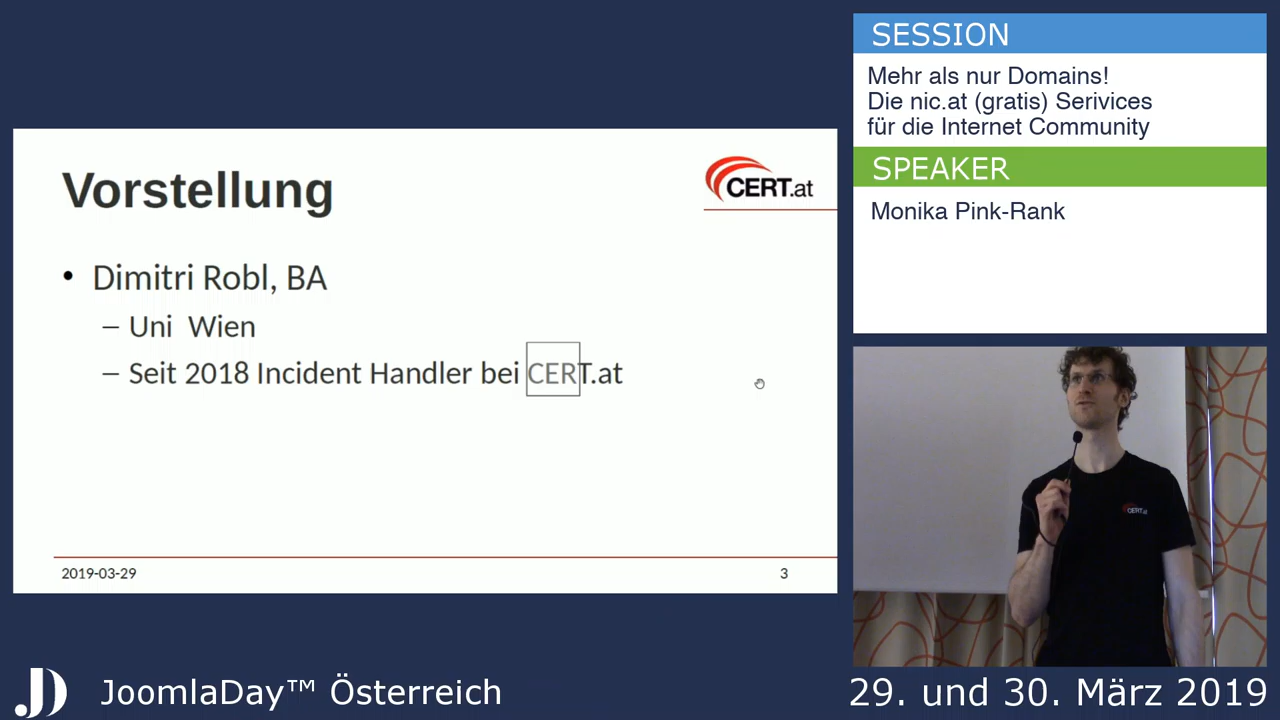 SESSION
Mehr als nur Domains!
Die nic.at (gratis) Serivices
für die Internet Community
SPEAKER
Monika Pink-Rank
Vorstellung
CERT.at
• Dimitri Robl, BA
– Uni  Wien
– Seit 2018 Incident Handler bei CERT.at
2019-03-29
3
CERT.at
JoomlaDay™ Österreich
29. und 30. März 2019